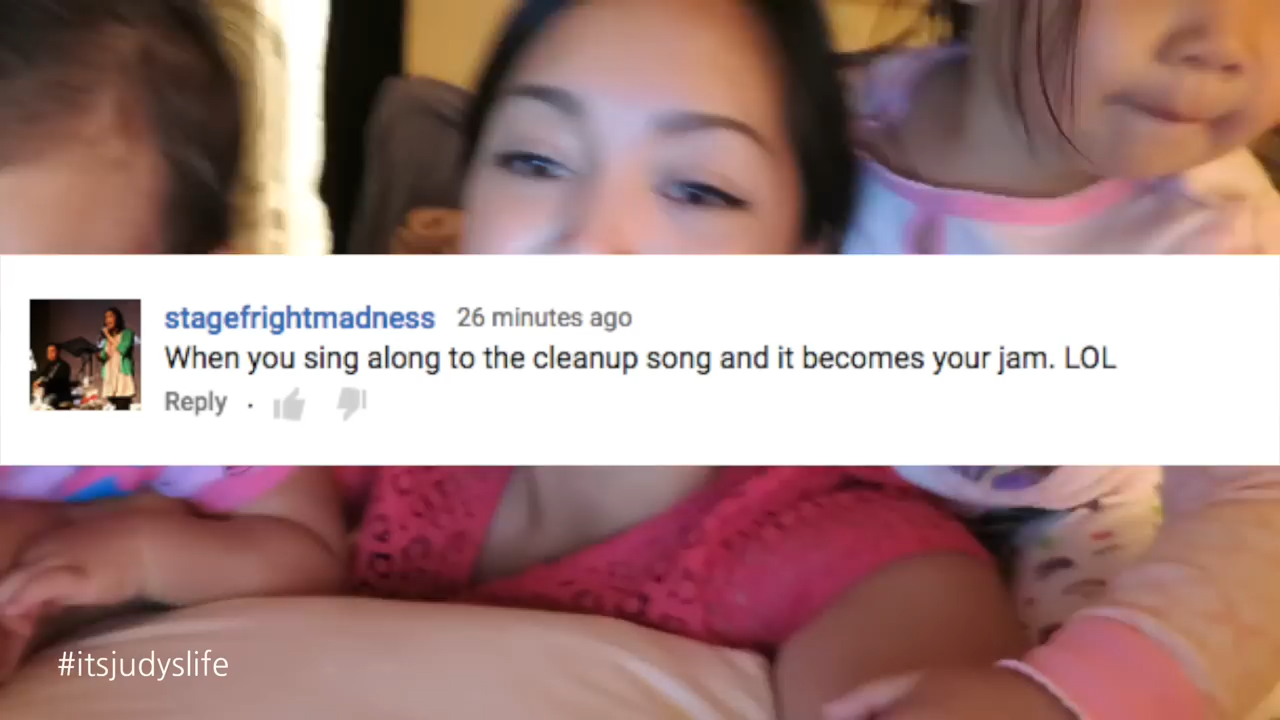 stagefrightmadness 26 minutes ago
When you sing along to the cleanup song and it becomes your jam. LOL
Reply ·
#itsjudyslife